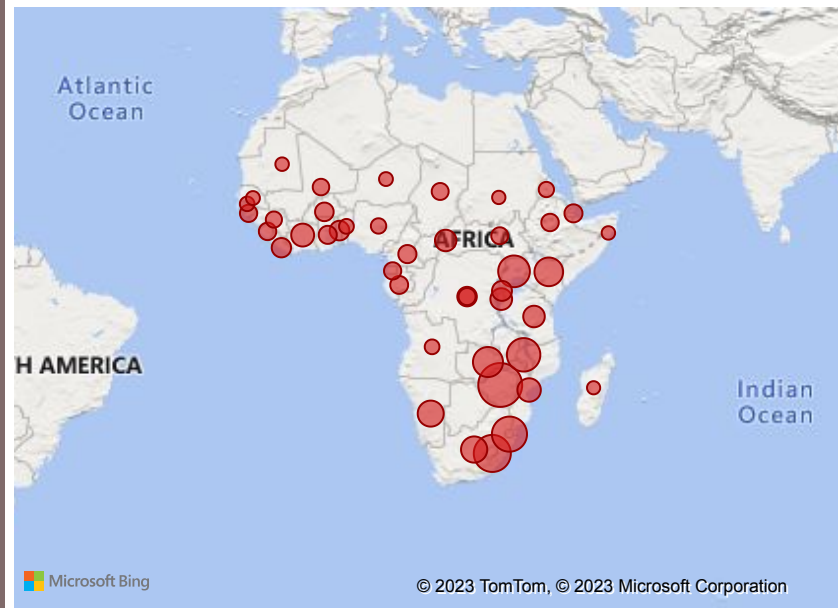 Atlantic
Ocean
AFRICA
H AMERICA
Indian
Ocean
Microsoft Bing
© 2023 TomTom, © 2023 Microsoft Corporation